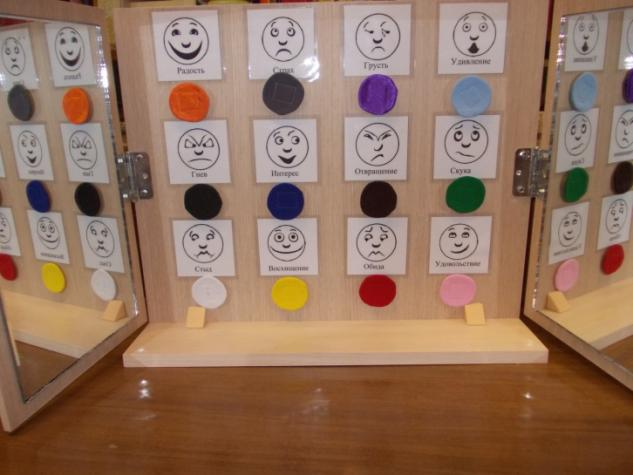 Радость
Страх
Грусть
Удивление
Гнев
Интерес
Отвращение
Скука
Стыд
Восхищение
Обида
Удовольствие